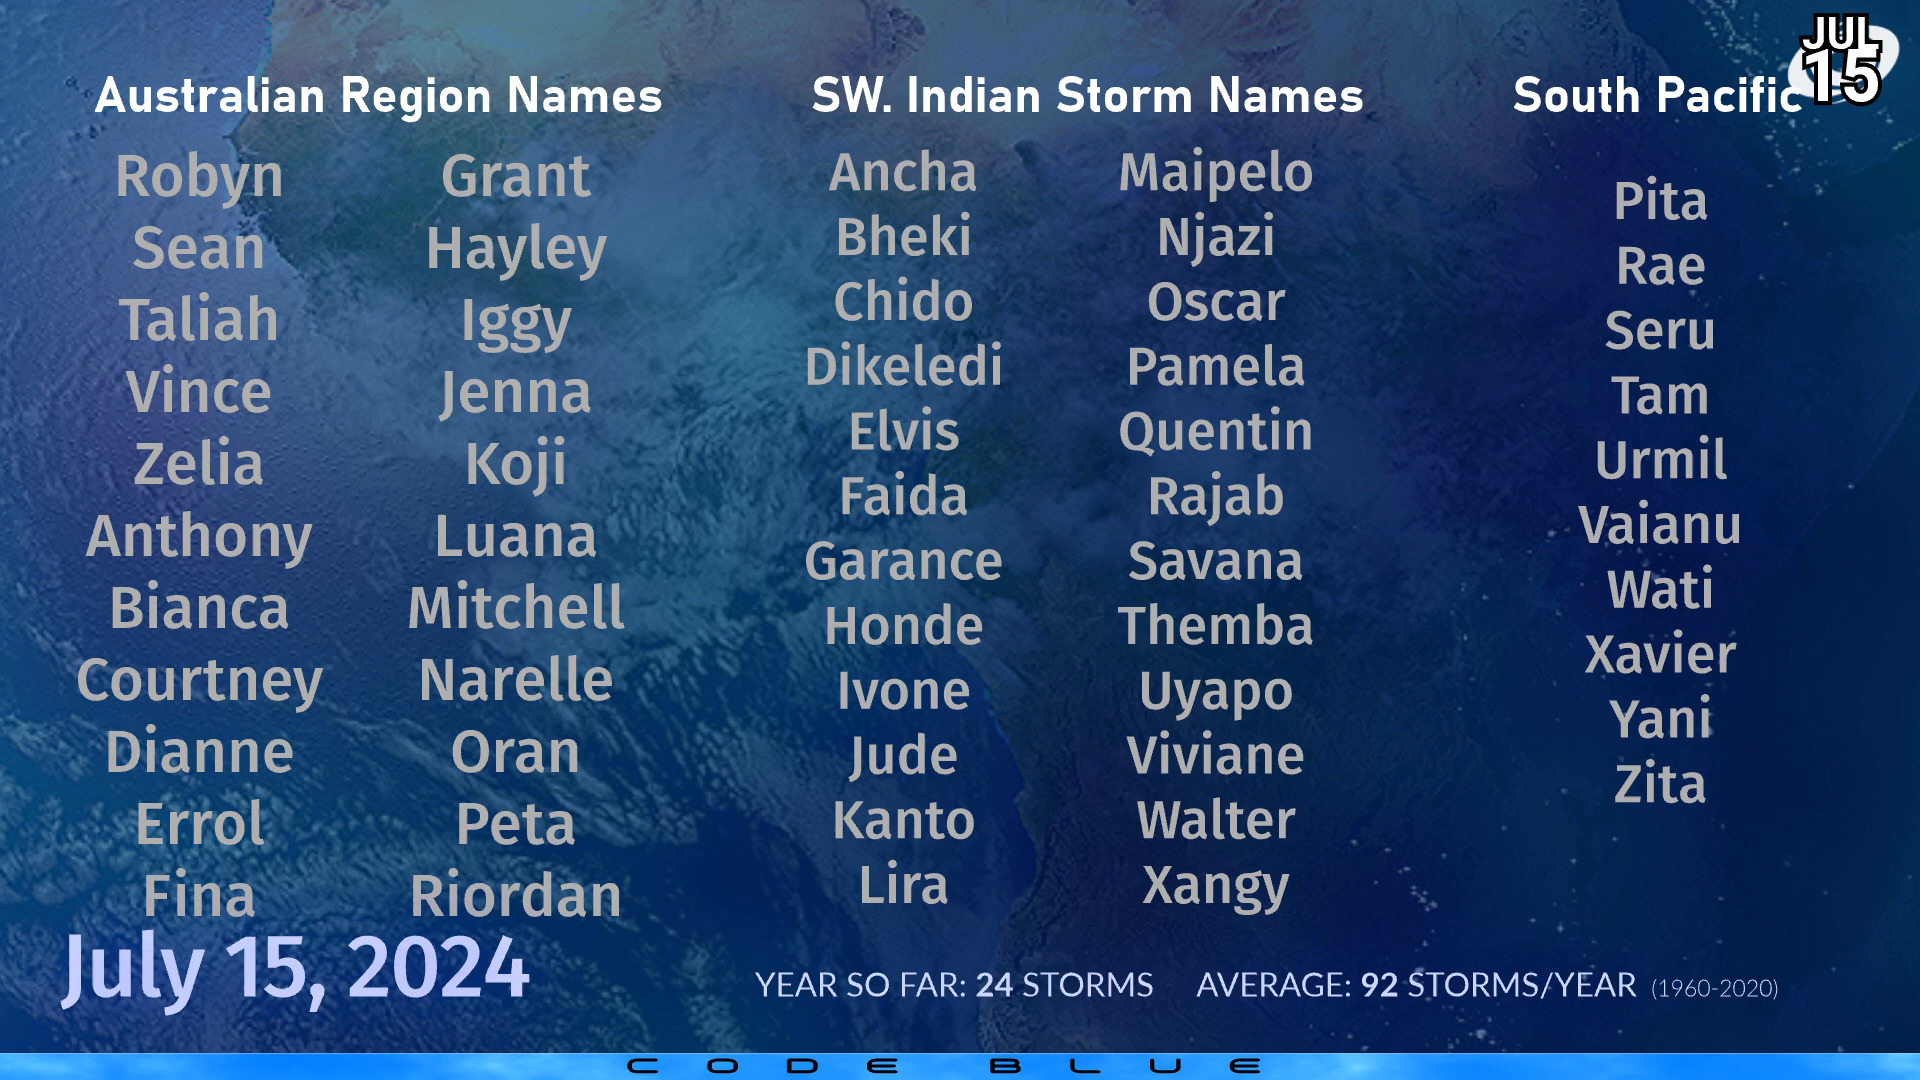 JUL
15
Australian Region Names
Robyn
Sean
Taliah
Vince
Zelia
Anthony
Bianca
Courtney
Dianne
Errol
Fina
Grant
Hayley
Iggy
Jenna
Koji
Luana
Mitchell
Narelle
Oran
Peta
Riordan
SW. Indian Storm Names
Ancha
Bheki
Chido
Dikeledi
Elvis
Faida
Garance
Honde
Ivone
Jude
Kanto
Lira
Maipelo
Njazi
Oscar
Pamela
Quentin
Rajab
Savana
Themba
Uyapo
Viviane
Walter
Xangy
South Pacific
Pita
Rae
Seru
Tam
Urmil
Vaianu
Wati
Xavier
Yani
Zita
July 15, 2024
YEAR SO FAR: 24 STORMS AVERAGE: 92 STORMS/YEAR (1960-2020)
CODE BLUE